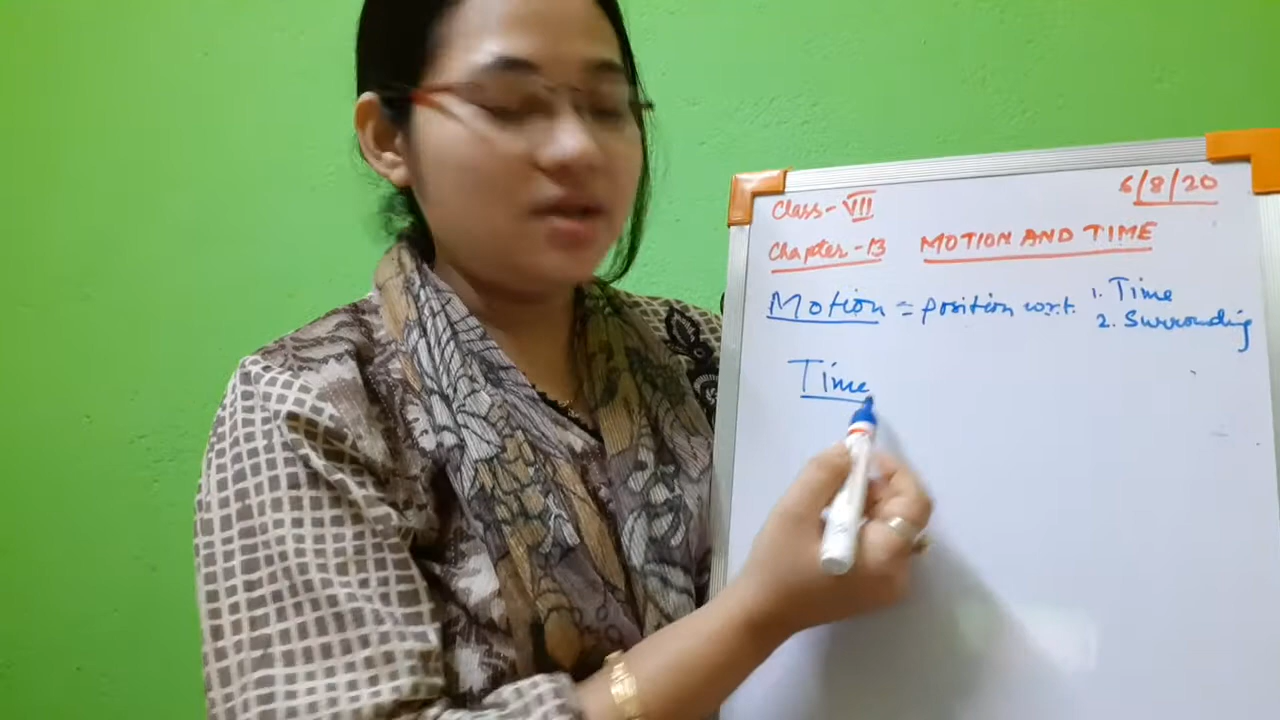 6/8/20
Class- VII
Chapter-13 MOTION AND TIME
Motion = position w.r.t. 1. Time
2. Surrounding
Time